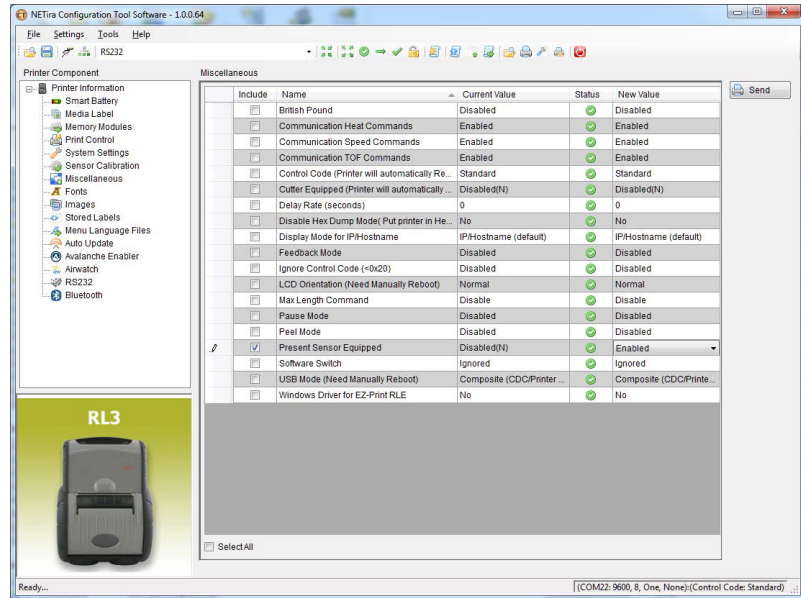 NETira Configuration Tool Software - 1.0.0.64
File Settings Tools Help
RS232
Printer Component
Printer Information
Smart Battery
Media Label
Memory Modules
Print Control
System Settings
Sensor Calibration
Miscellaneous
Fonts
Images
Stored Labels
Menu Language Files
Auto Update
Avalanche Enabler
Airwatch
RS232
Bluetooth
RL3
Miscellaneous
Include Name Current Value Status New Value
British Pound Disabled Disabled
Communication Heat Commands Enabled Enabled
Communication Speed Commands Enabled Enabled
Communication TOF Commands Enabled Enabled
Control Code (Printer will automatically Re... Standard Standard
Cutter Equipped (Printer will automatically ... Disabled(N) Disabled(N)
Delay Rate (seconds) 0 0
Disable Hex Dump Mode( Put printer in He... No No
Display Mode for IP/Hostname IP/Hostname (default) IP/Hostname (default)
Feedback Mode Disabled Disabled
Ignore Control Code (<0x20) Disabled Disabled
LCD Orientation (Need Manually Reboot) Normal Normal
Max Length Command Disable Disable
Pause Mode Disabled Disabled
Peel Mode Disabled Disabled
Present Sensor Equipped Disabled(N) Enabled
Software Switch Ignored Ignored
USB Mode (Need Manually Reboot) Composite (CDC/Printer ... Composite (CDC/Printe...
Windows Driver for EZ-Print RLE No No
Select All
Send
Ready... (COM22: 9600, 8, One, None):(Control Code: Standard)